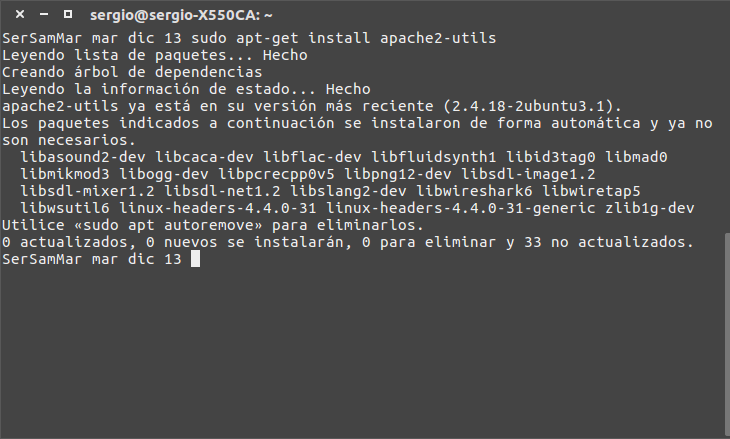 sergio@sergio-X550CA: ~
SerSamMar mar dic 13 sudo apt-get install apache2-utils
Leyendo lista de paquetes... Hecho
Creando árbol de dependencias
Leyendo la información de estado... Hecho
apache2-utils ya está en su versión más reciente (2.4.18-2ubuntu3.1).
Los paquetes indicados a continuación se instalaron de forma automática y ya no
son necesarios.
  libasound2-dev libcaca-dev libflac-dev libfluidsynth1 libid3tag0 libmad0
  libmikmod3 libogg-dev libpcrecpp0v5 libpng12-dev libsdl-image1.2
  libsdl-mixer1.2 libsdl-net1.2 libslang2-dev libwireshark6 libwiretap5
  libwsutil6 linux-headers-4.4.0-31 linux-headers-4.4.0-31-generic zlib1g-dev
Utilice «sudo apt autoremove» para eliminarlos.
0 actualizados, 0 nuevos se instalarán, 0 para eliminar y 33 no actualizados.
SerSamMar mar dic 13